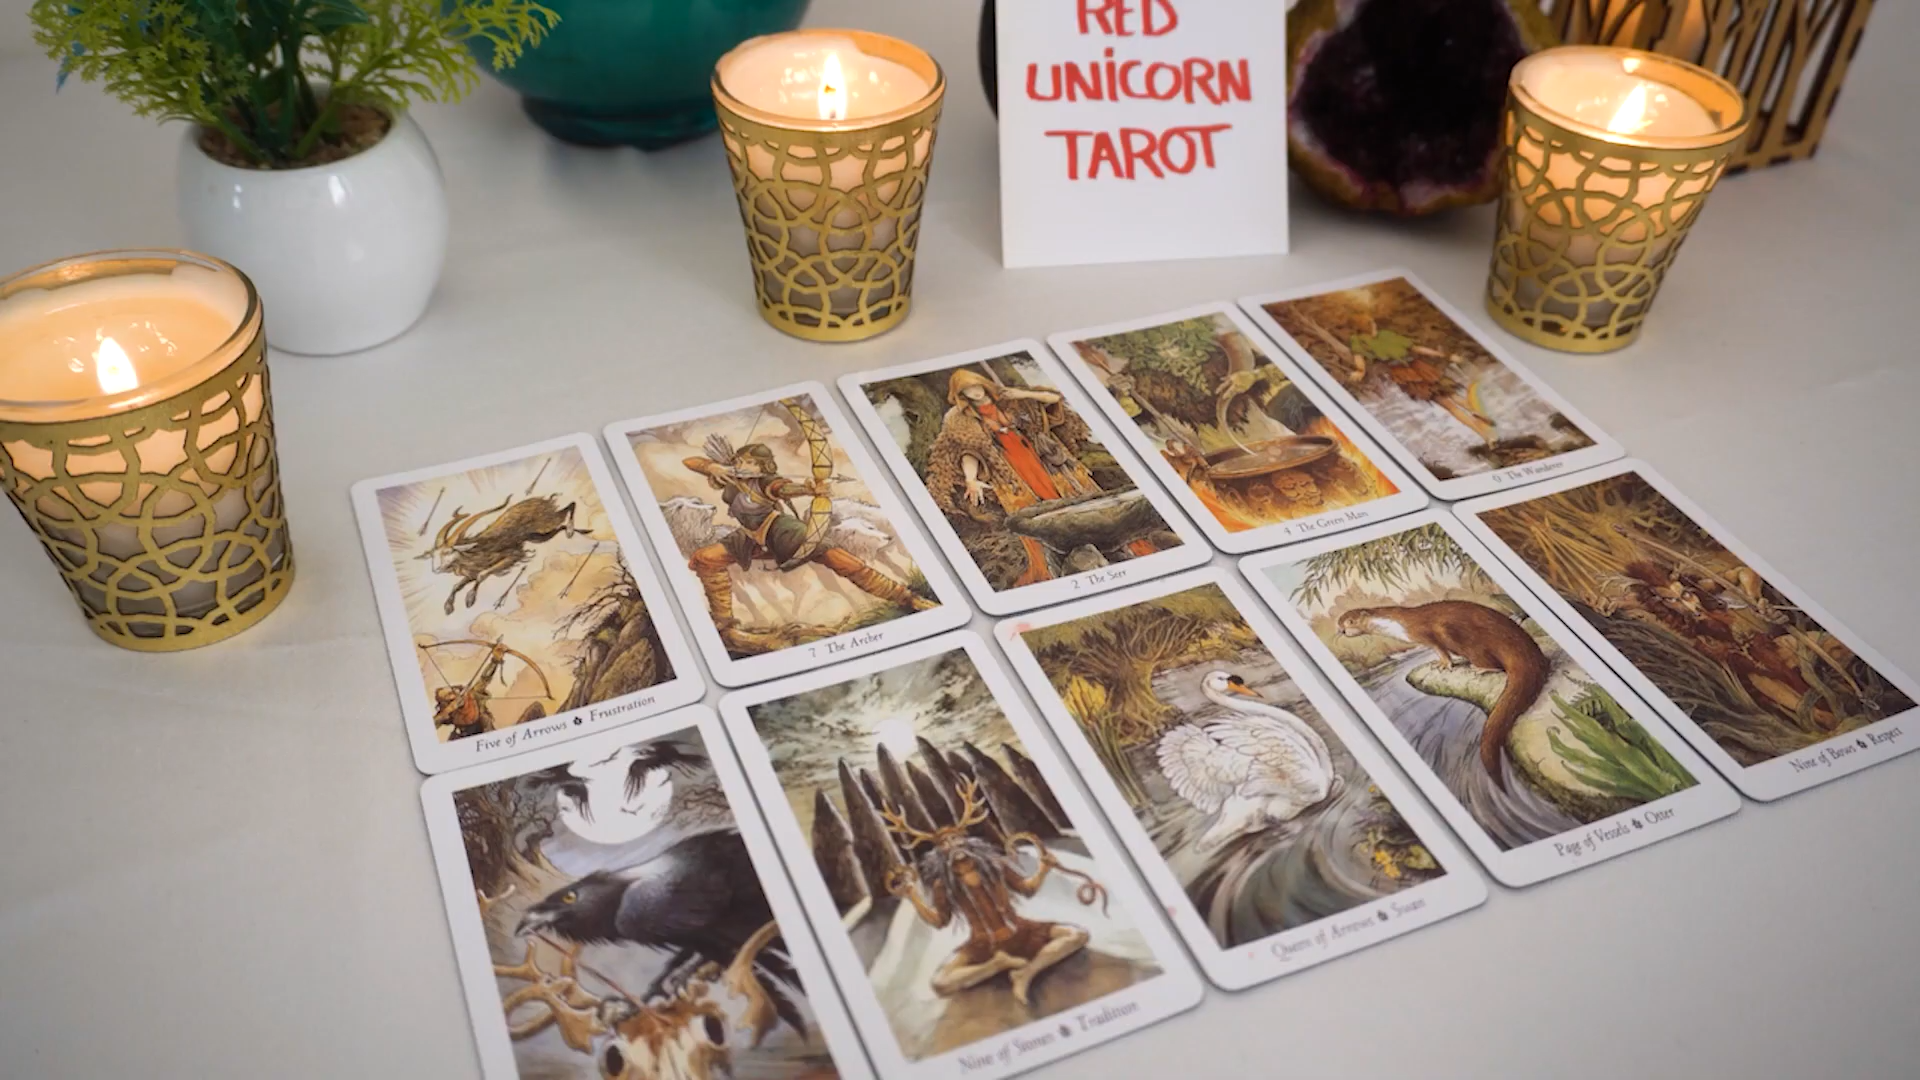 RED
UNiCORN
TAROT
0 The Wanderer
4 The Green Man
2 The Seer
7 The Archer
Five of Arrows Frustration
Nine of Bows Respect
Page of Vessels Otter
Queen of Arrows Swan
Nine of Stones Tradition